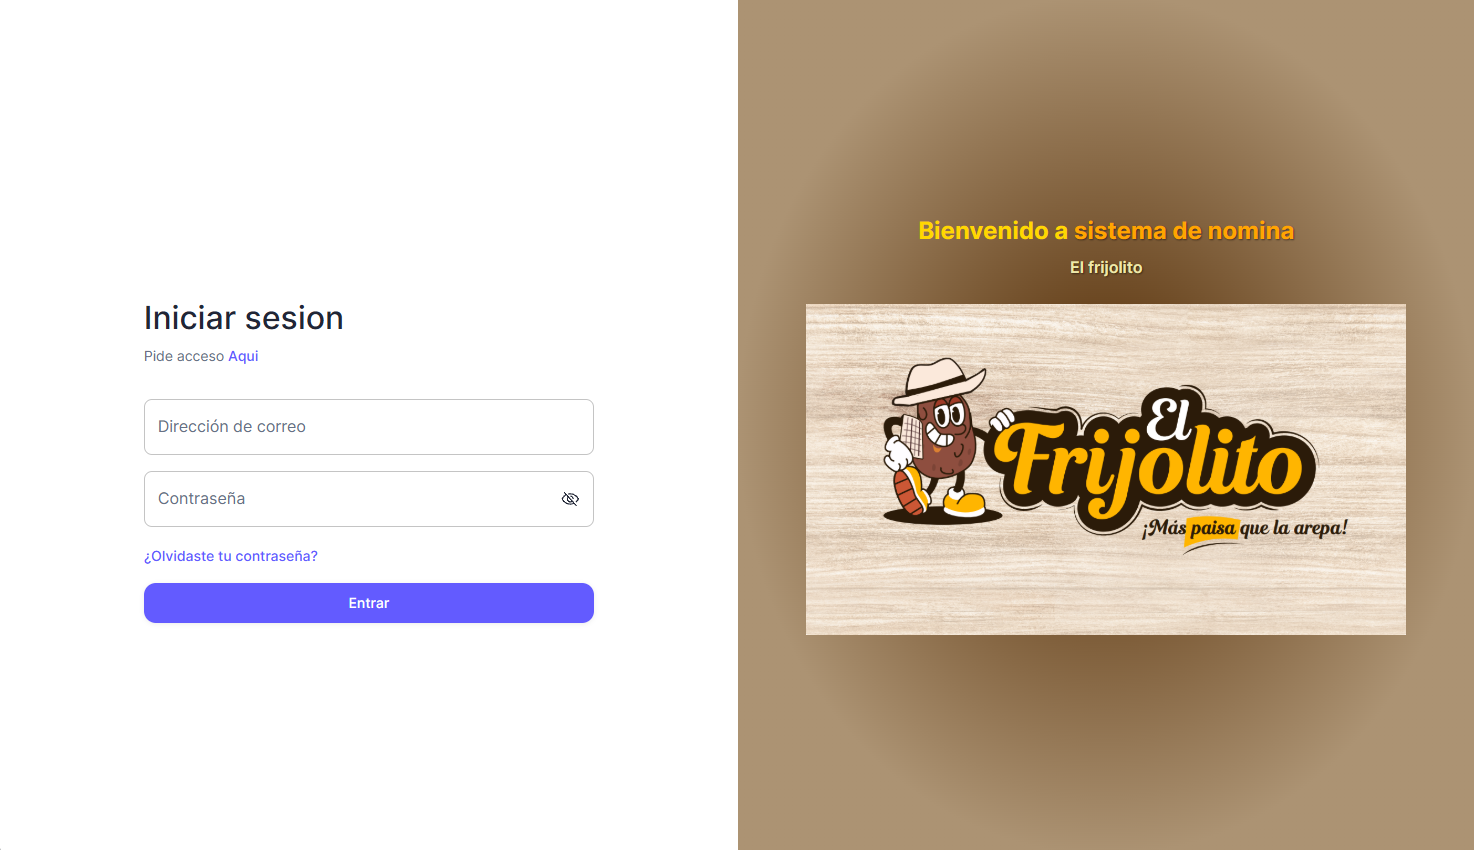 Iniciar sesion
Pide acceso Aqui
Dirección de correo
Contraseña
¿Olvidaste tu contraseña?
Entrar
Bienvenido a sistema de nomina
El frijolito
El
Frijolito
¡Más paisa que la arepa!